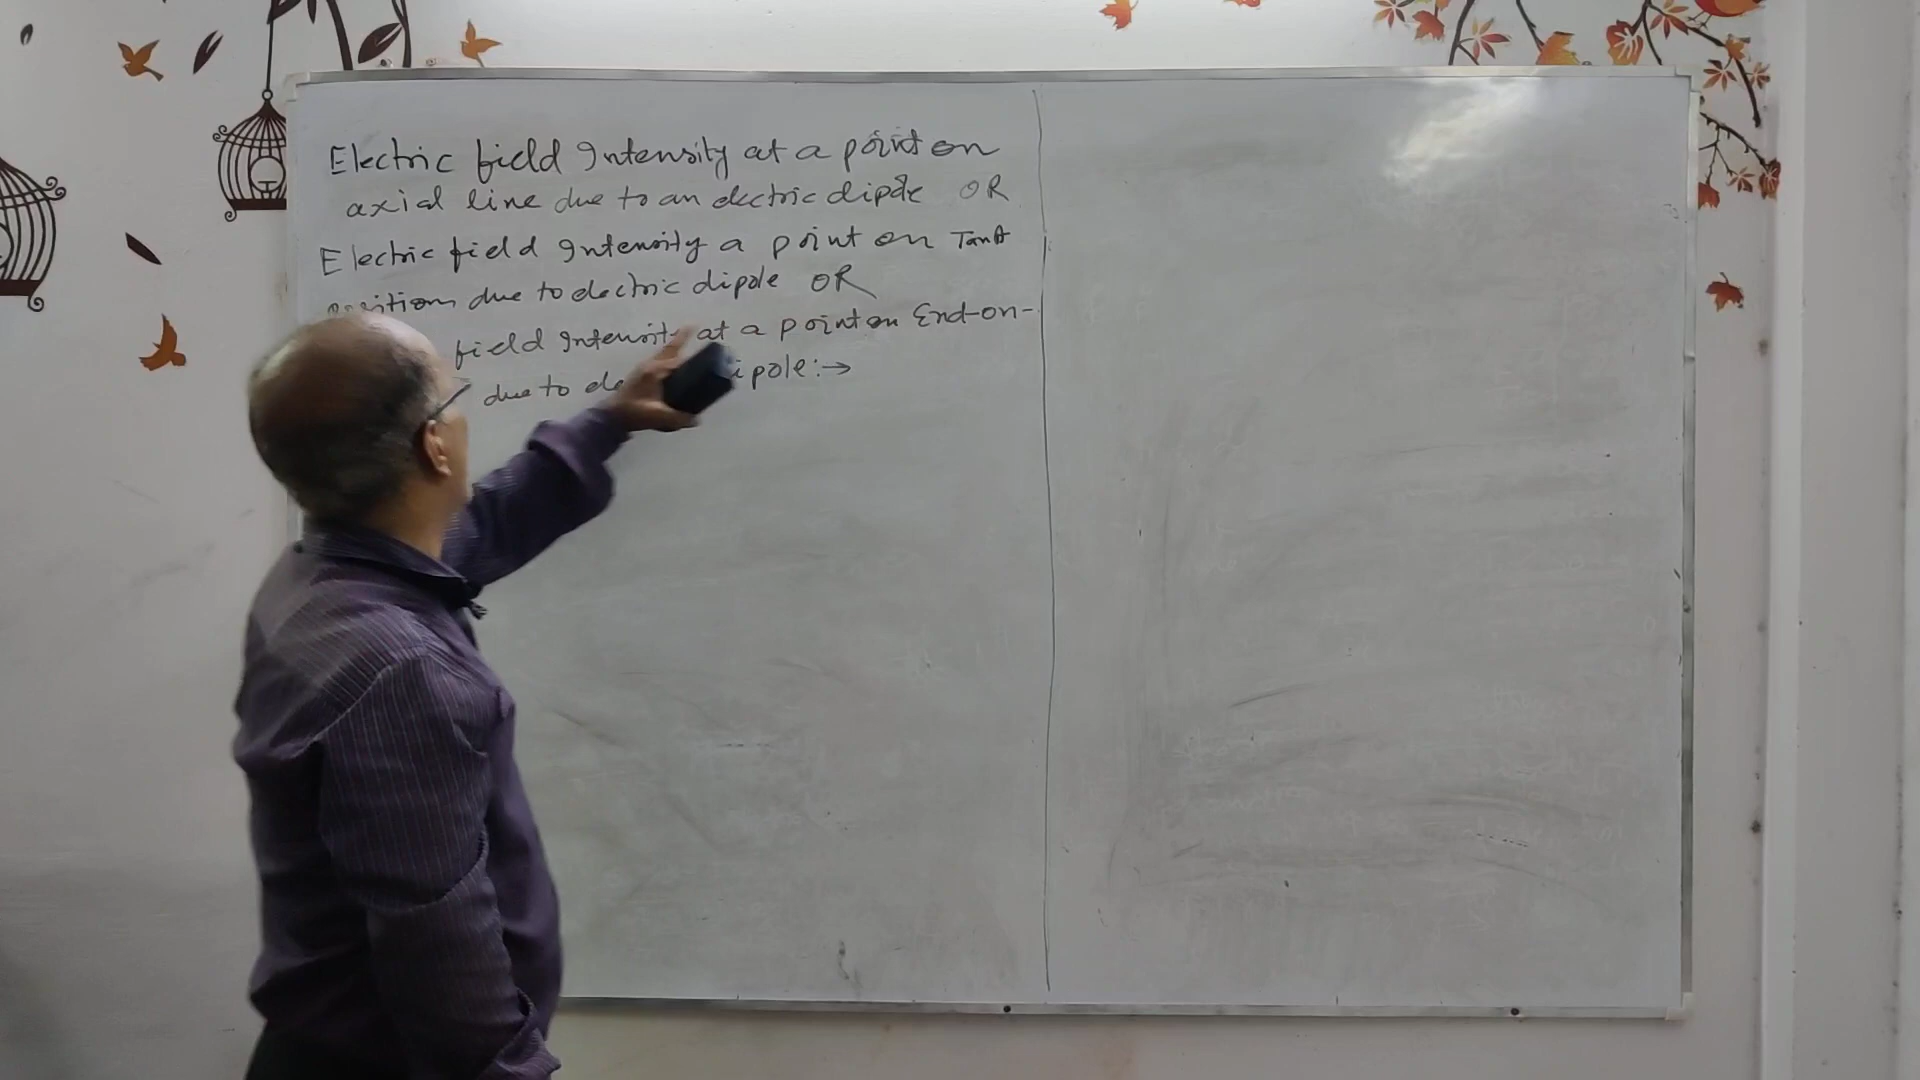 Electric field Intensity at a point on
axial line due to an electric dipole OR
Electric field Intensity a point on TanA
position due to electric dipole OR
field Intensity at a point on End-on-
due to dipole:→